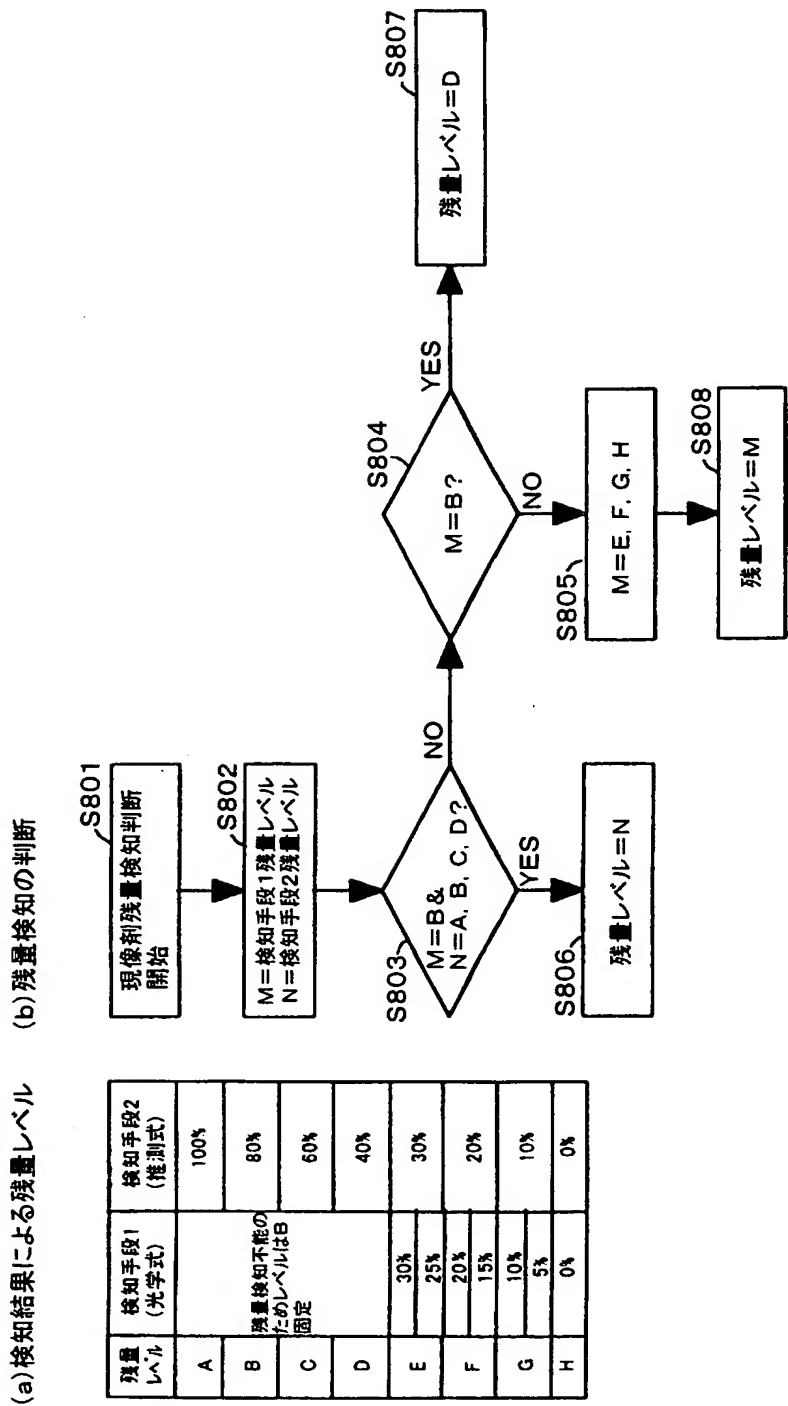 (a)検知結果による残量レベル
残量
レベル
検知手段1
(光学式)
検知手段2
(推測式)
A
残量検知不能の
ためレベルはB
固定
100%
B
80%
C
60%
D
40%
E
30%
25%
30%
F
20%
15%
20%
G
10%
5%
10%
H
0%
0%
(b)残量検知の判断
S801
現像剤残量検知判断
開始
S802
M=検知手段1残量レベル
N=検知手段2残量レベル
S803
M=B&
N=A, B, C, D?
YES
NO
S806
残量レベル=N
S804
M=B?
YES
NO
S807
残量レベル=D
S805
M=E, F, G, H
S808
残量レベル=M